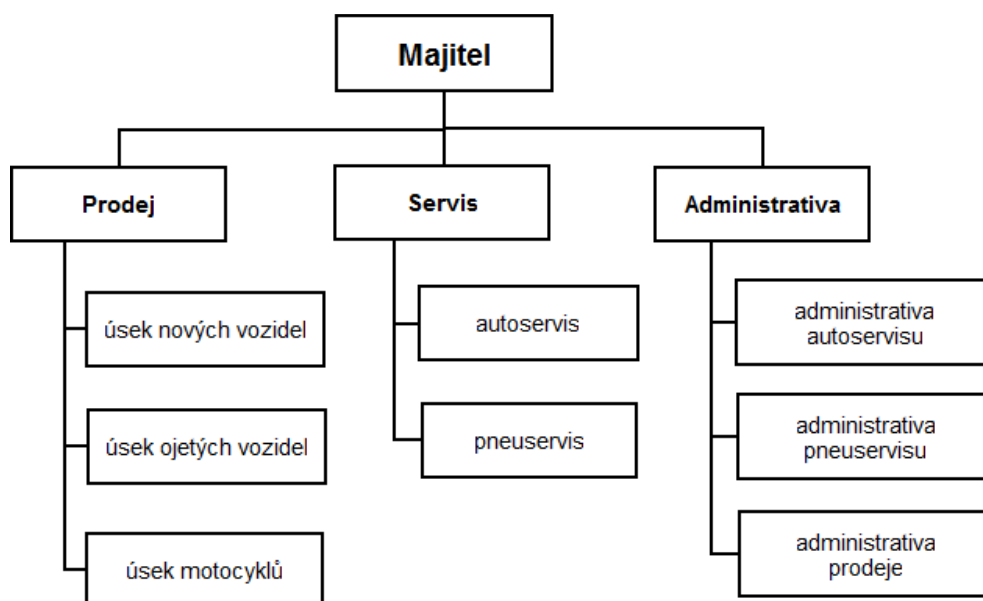 Majitel
Prodej
Servis
Administrativa
úsek nových vozidel
autoservis
administrativa
autoservisu
úsek ojetých vozidel
pneuservis
administrativa
pneuservisu
úsek motocyklů
administrativa
prodeje